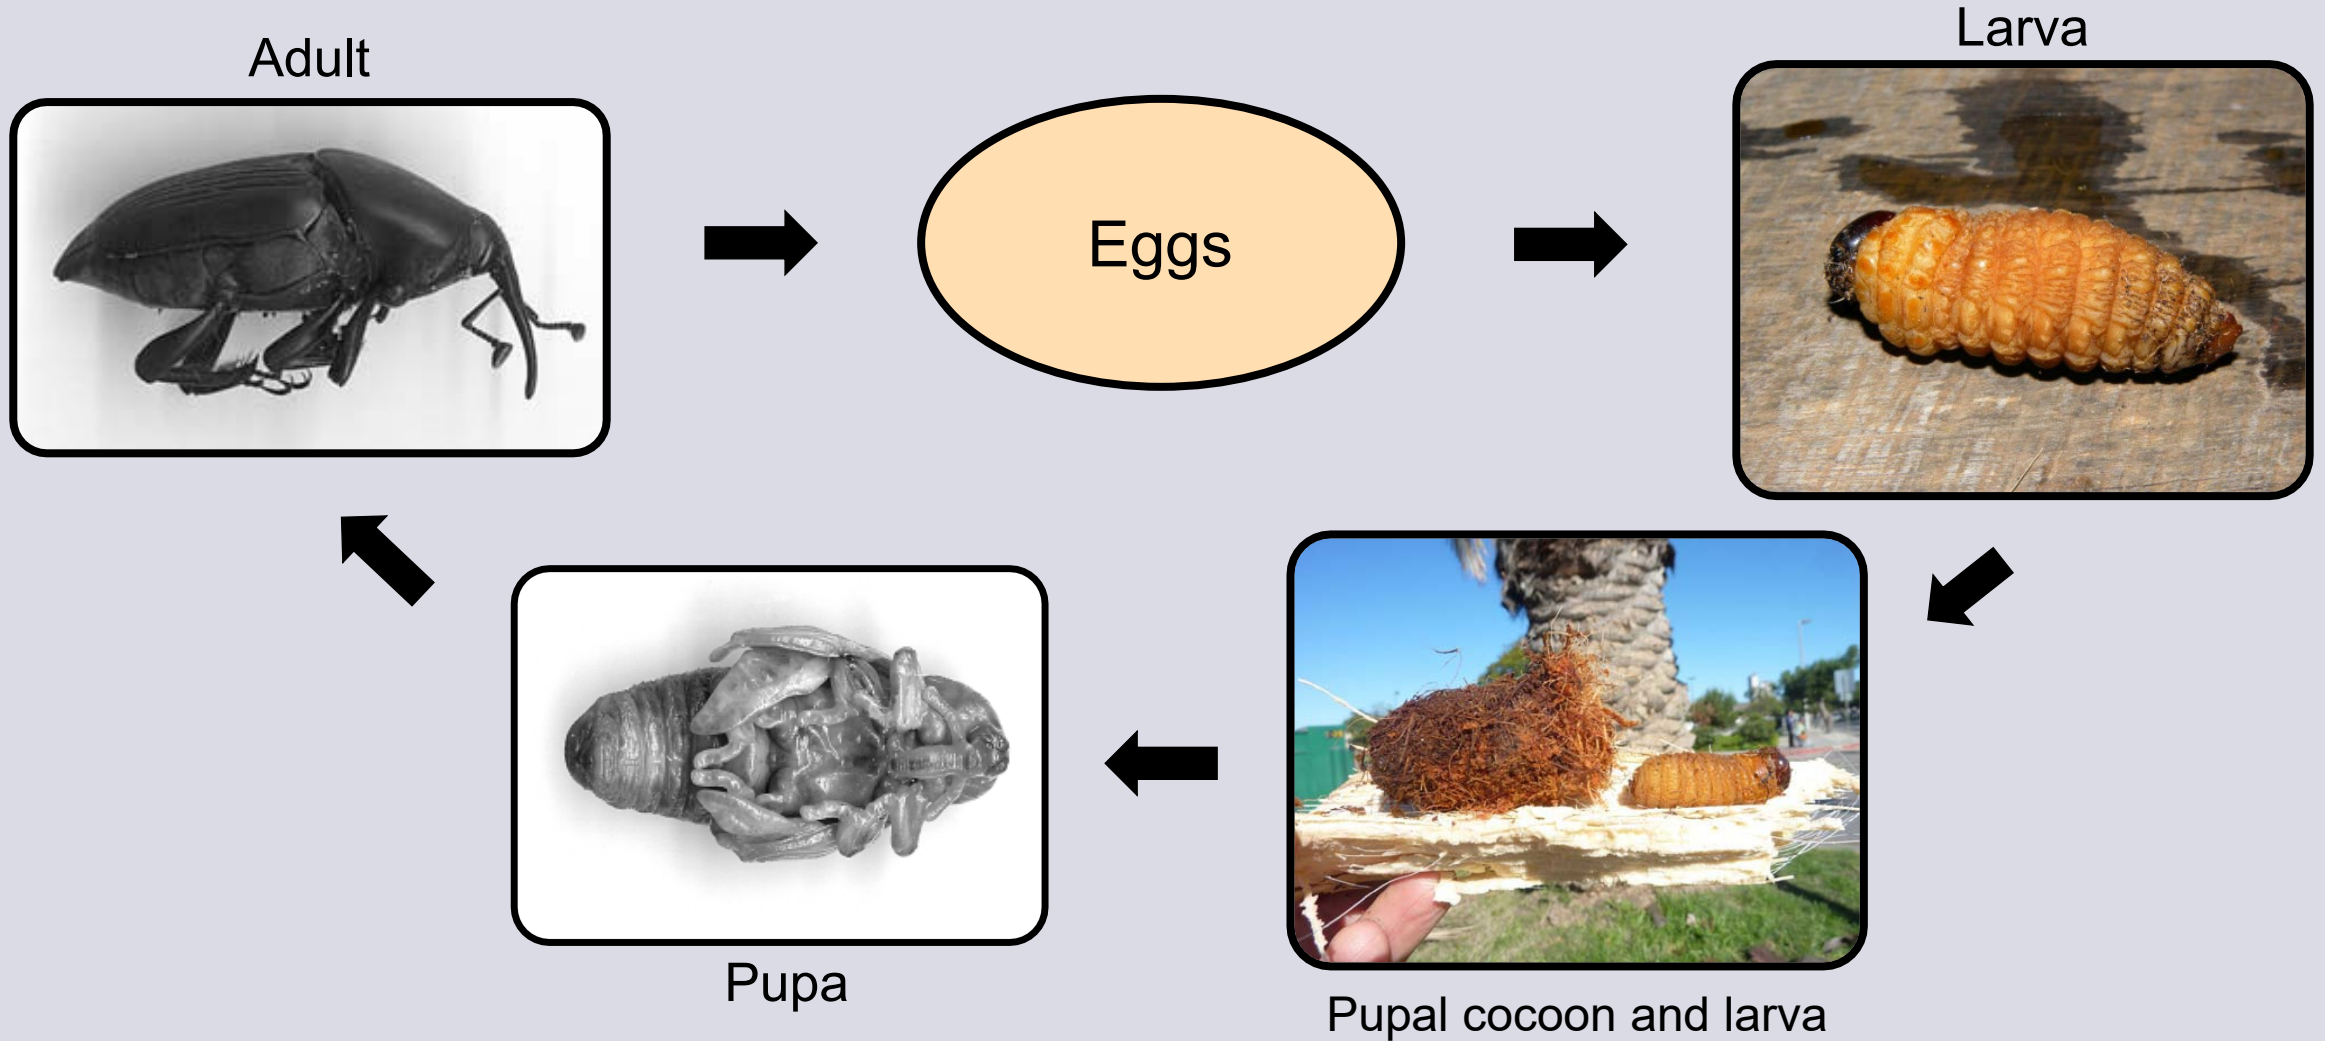 Adult
Eggs
Larva
Pupa
Pupal cocoon and larva